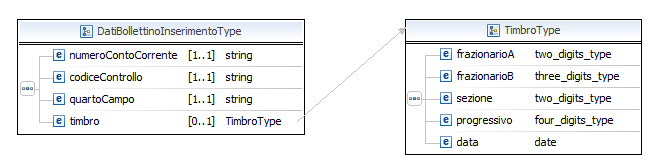 DatiBollettinoInserimentoType
numeroContoCorrente [1..1] string
codiceControllo [1..1] string
quartoCampo [1..1] string
timbro [0..1] TimbroType
TimbroType
frazionarioA two_digits_type
frazionarioB three_digits_type
sezione two_digits_type
progressivo four_digits_type
data date